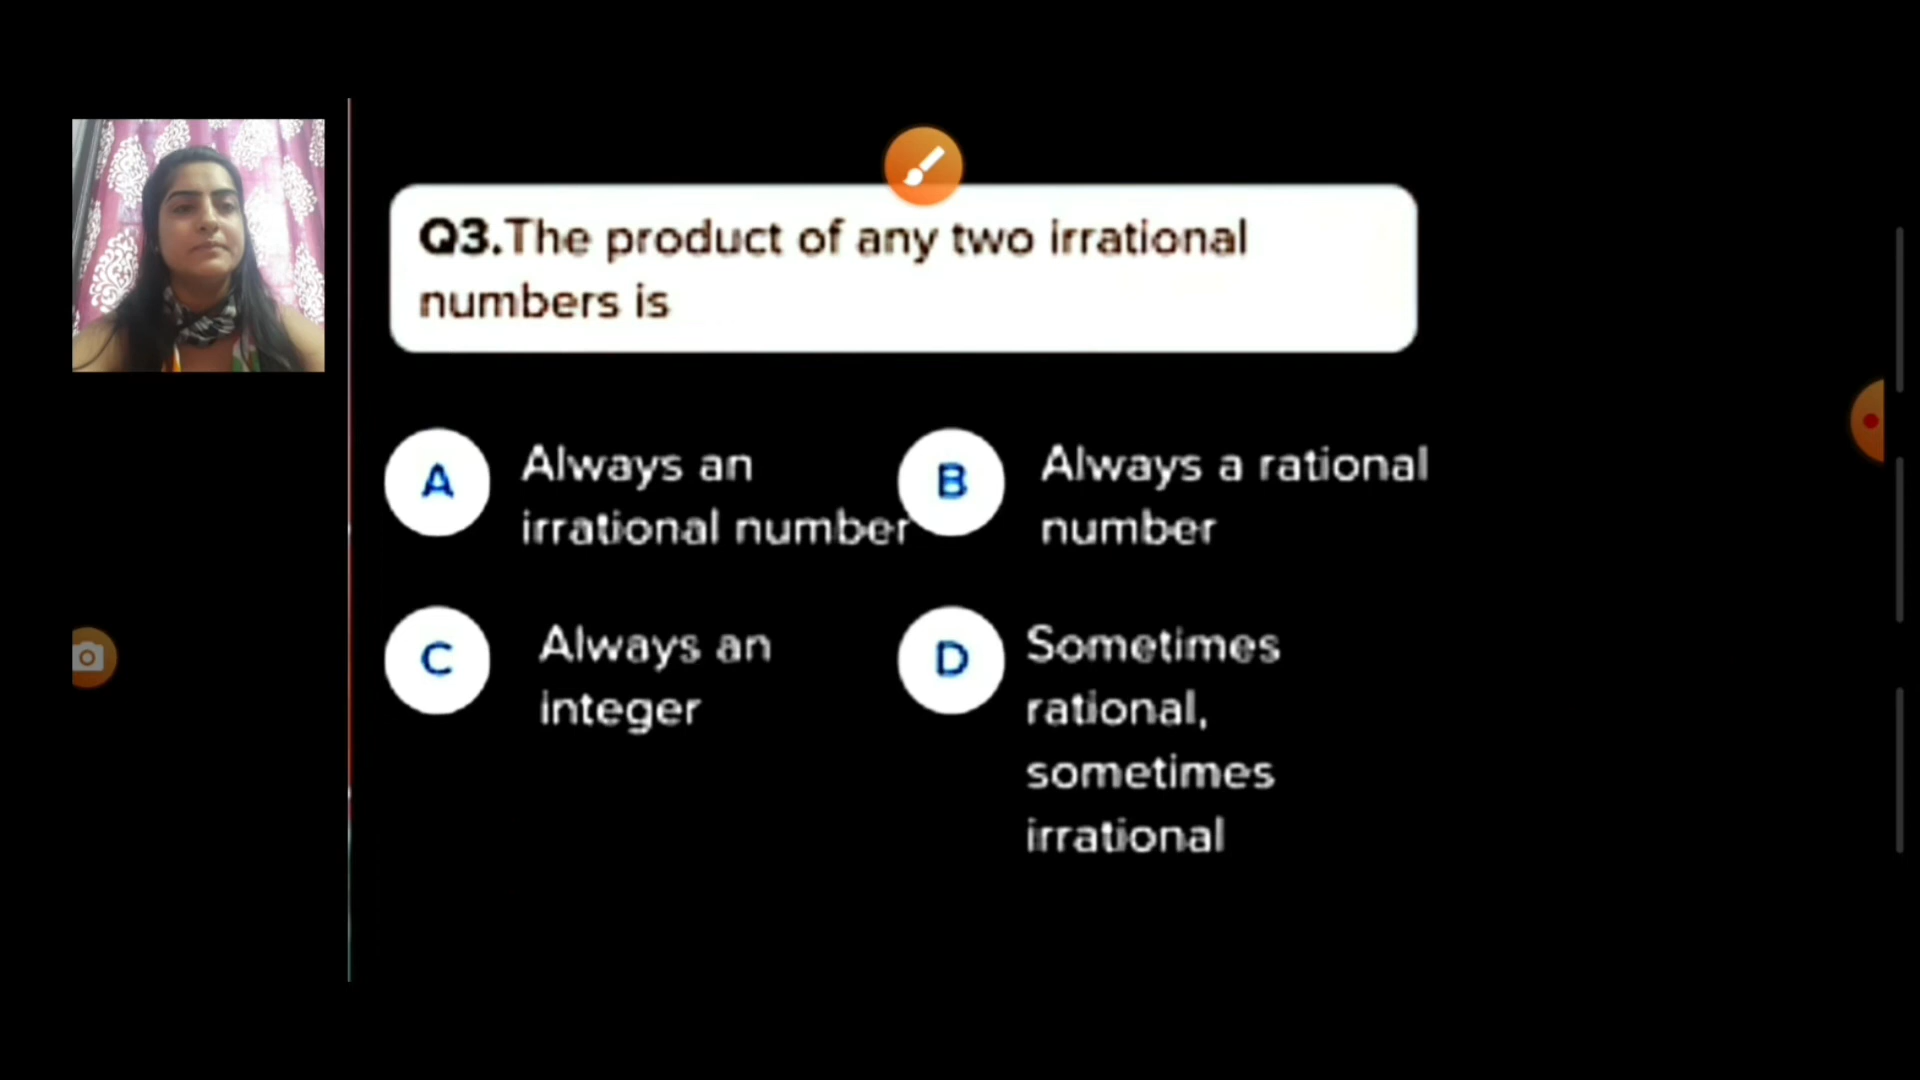 Q3.The product of any two irrational
numbers is
A
Always an
irrational number
B
Always a rational
number
C
Always an
integer
D
Sometimes
rational,
sometimes
irrational